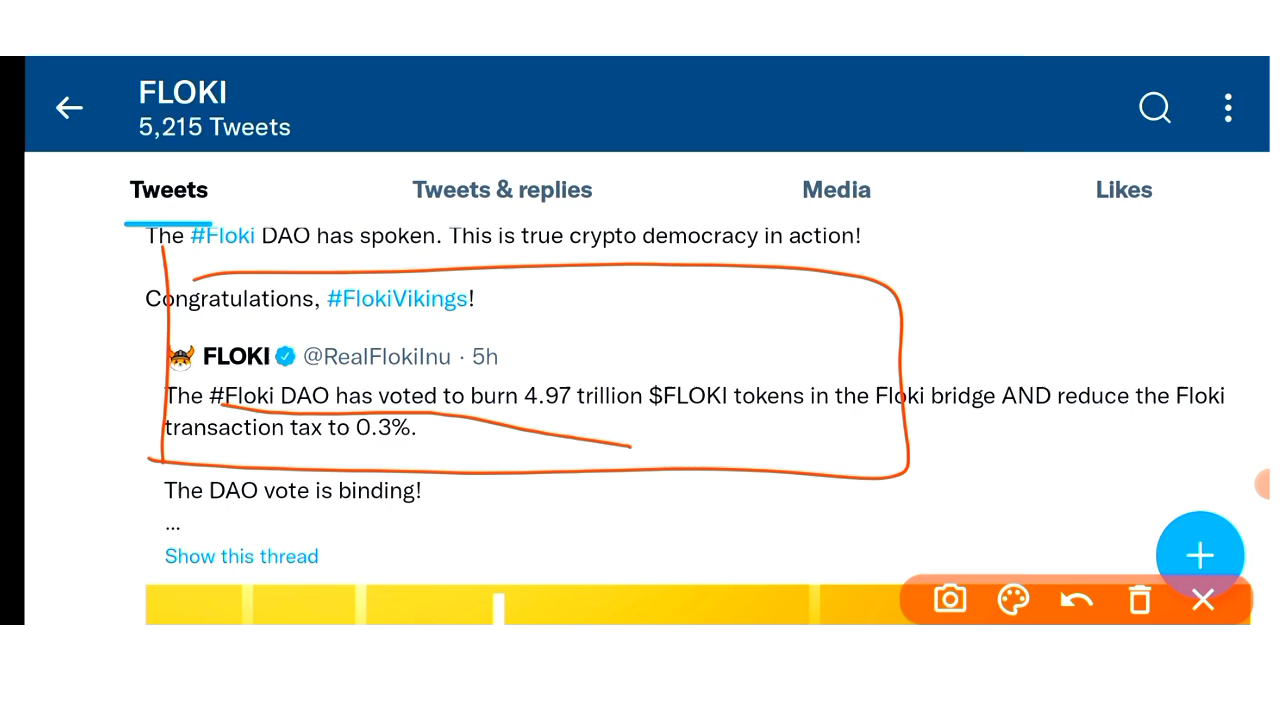 FLOKI
5,215 Tweets
Tweets
Tweets & replies
Media
Likes
The #Floki DAO has spoken. This is true crypto democracy in action!
Congratulations, #FlokiVikings!
FLOKI @RealFlokiInu · 5h
The #Floki DAO has voted to burn 4.97 trillion $FLOKI tokens in the Floki bridge AND reduce the Floki
transaction tax to 0.3%.
The DAO vote is binding!
...
Show this thread